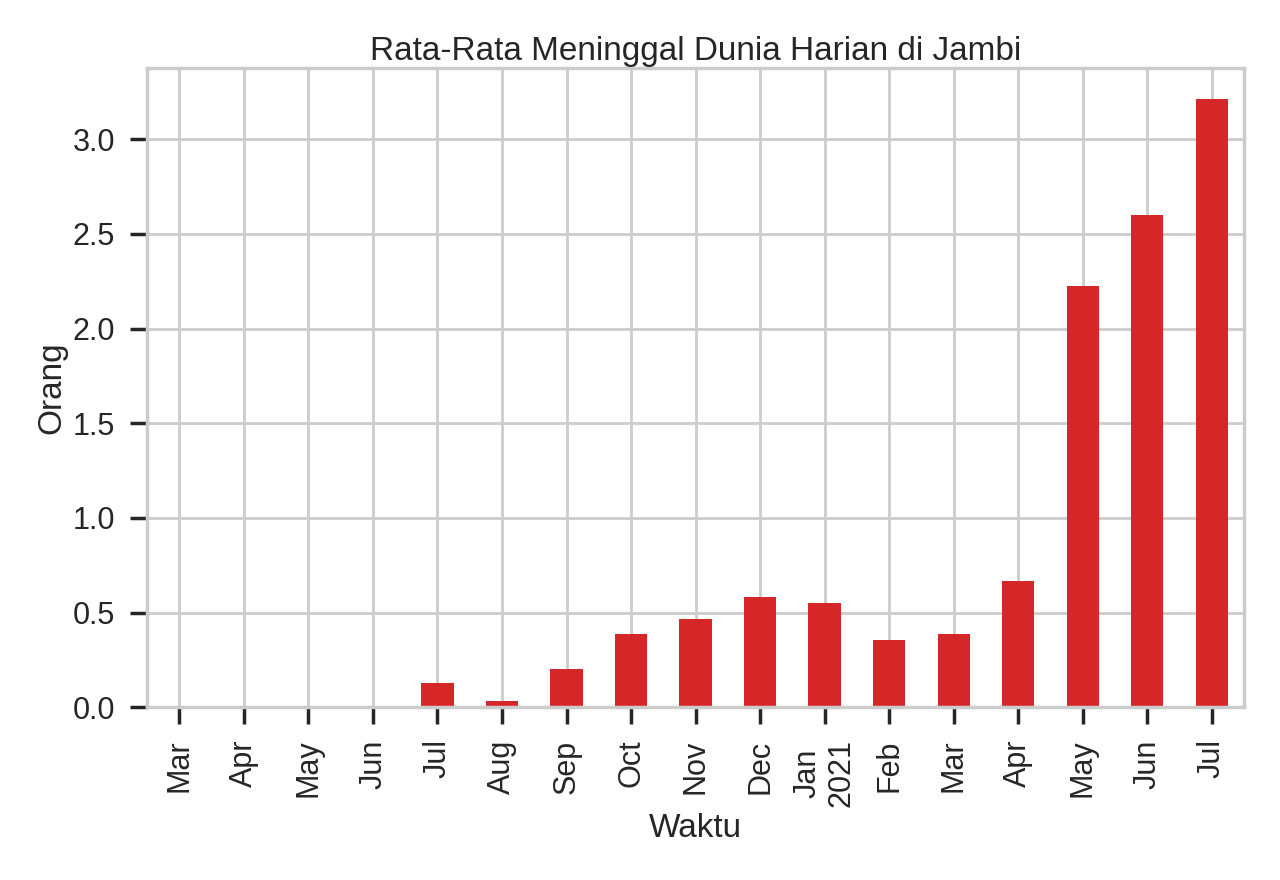 Rata-Rata Meninggal Dunia Harian di Jambi
3.0
2.5
2.0
1.5
1.0
0.5
0.0
Orang
Mar
Apr
May
Jun
Jul
Aug
Sep
Oct
Nov
Dec
Jan
2021
Feb
Mar
Apr
May
Jun
Jul
Waktu